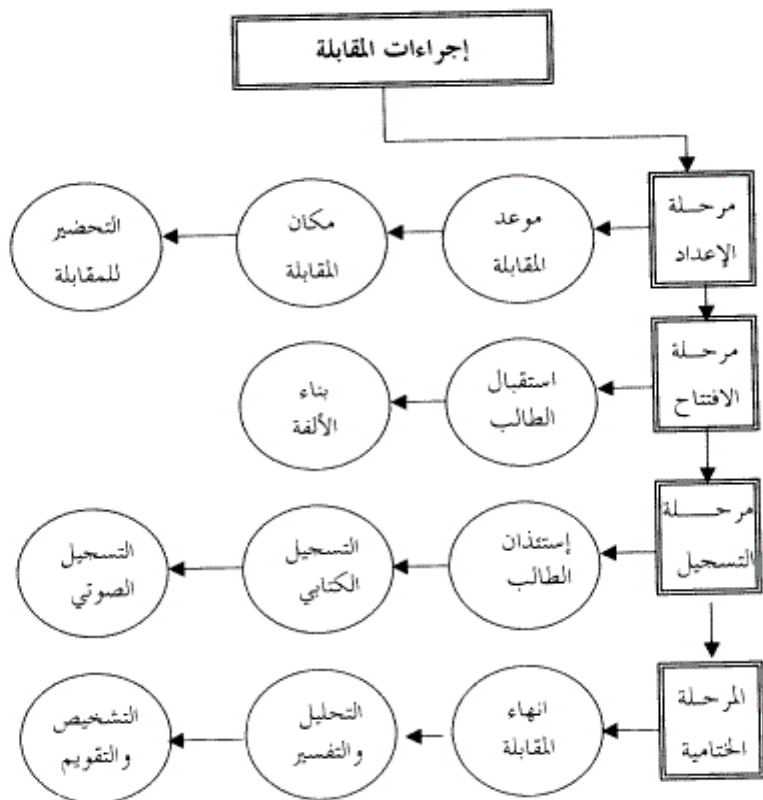 إجراءات المقابلة
مرحلة
الإعداد
موعد
المقابلة
مكان
المقابلة
التحضير
للمقابلة
مرحلة
الافتتاح
استقبال
الطالب
بناء
الألفة
مرحلة
التسجيل
إستئذان
الطالب
التسجيل
الكتابي
التسجيل
الصوتي
المرحلة
الختامية
انهاء
المقابلة
التحليل
والتفسير
التشخيص
والتقويم